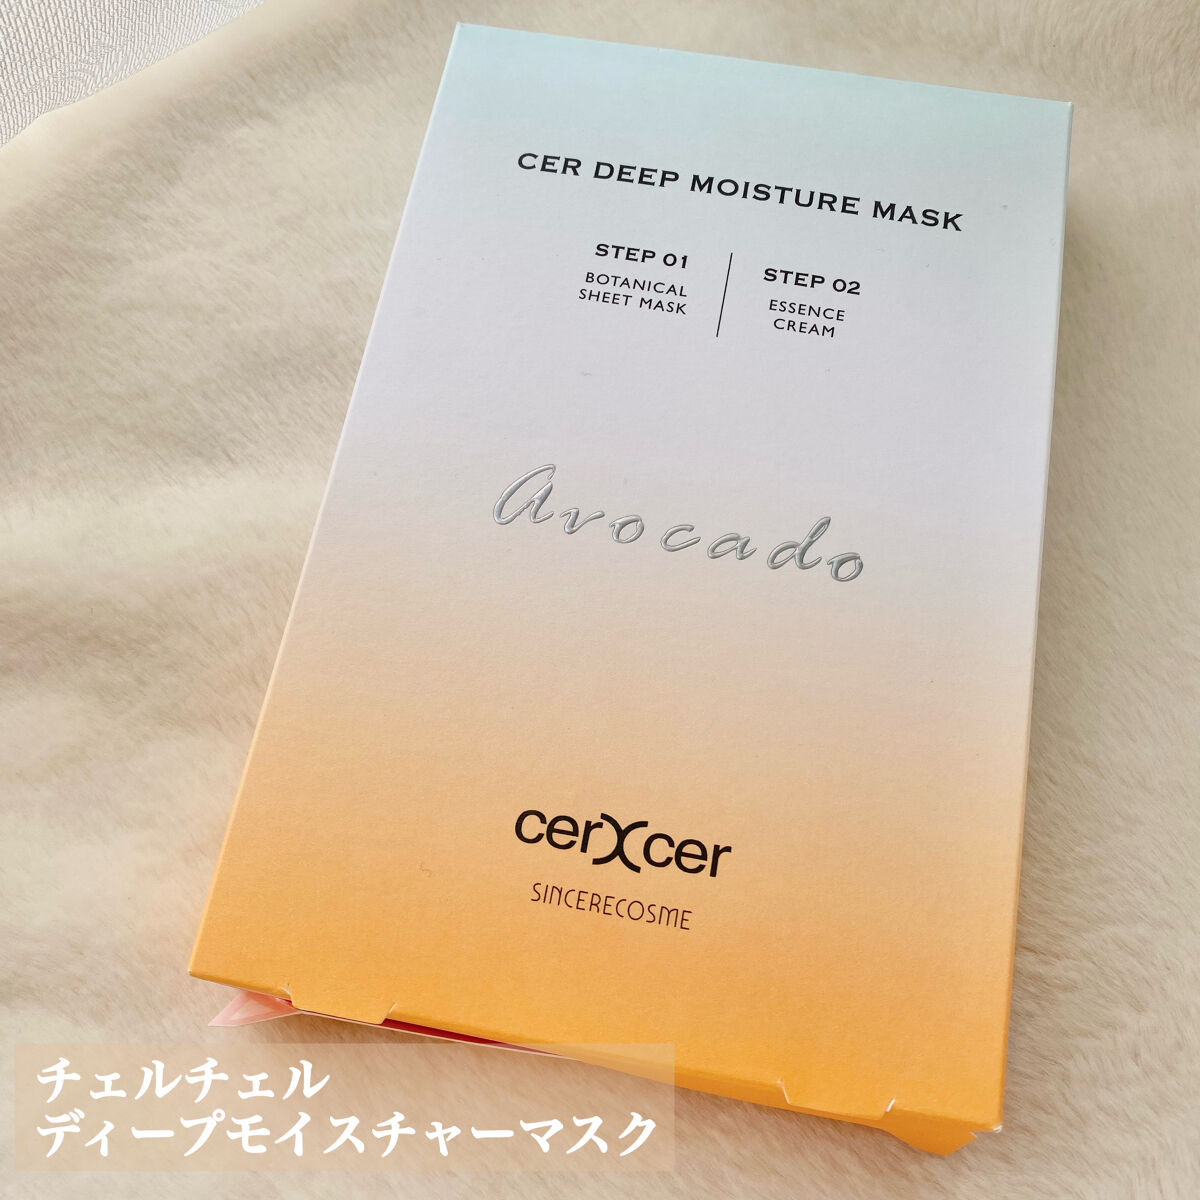 CER DEEP MOISTURE MASK
STEP 01
BOTANICAL
SHEET MASK
STEP 02
ESSENCE
CREAM
Avocado
cerXcer
SINCERECOSME
チェルチェル
ディープモイスチャーマスク